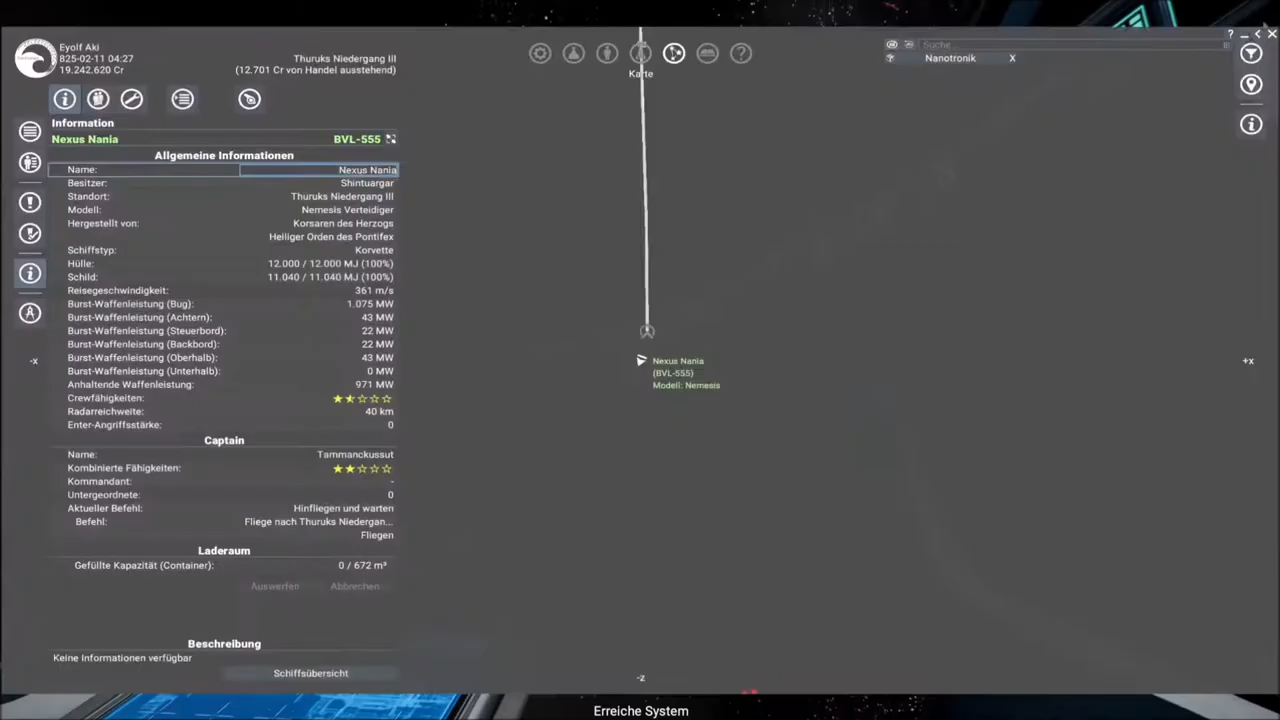 Eyolf Aki
825-02-11 04:27
19.242.620 Cr
Thuruks Niedergang III
(12.701 Cr von Handel ausstehend)
Karte
Suche...
Nanotronik X
Information
Nexus Nania BVL-555
Allgemeine Informationen
Name: Nexus Nania
Besitzer: Shintuargar
Standort: Thuruks Niedergang III
Modell: Nemesis Verteidiger
Hergestellt von: Korsaren des Herzogs
Heiliger Orden des Pontifex
Schiffstyp: Korvette
Hülle: 12.000 / 12.000 MJ (100%)
Schild: 11.040 / 11.040 MJ (100%)
Reisegeschwindigkeit: 361 m/s
Burst-Waffenleistung (Bug): 1.075 MW
Burst-Waffenleistung (Achtern): 43 MW
Burst-Waffenleistung (Steuerbord): 22 MW
Burst-Waffenleistung (Backbord): 22 MW
Burst-Waffenleistung (Oberhalb): 43 MW
Burst-Waffenleistung (Unterhalb): 0 MW
Anhaltende Waffenleistung: 971 MW
Crewfähigkeiten:
Radarreichweite: 40 km
Enter-Angriffsstärke: 0
Captain
Name: Tammanckussut
Kombinierte Fähigkeiten:
Kommandant: -
Untergeordnete: 0
Aktueller Befehl: Hinfliegen und warten
Befehl: Fliege nach Thuruks Niedergan...
Fliegen
Laderaum
Gefüllte Kapazität (Container): 0 / 672 m³
Auswerfen Abbrechen
Beschreibung
Keine Informationen verfügbar
Schiffsübersicht
Nexus Nania
(BVL-555)
Modell: Nemesis
-x
+x
-z
Erreiche System